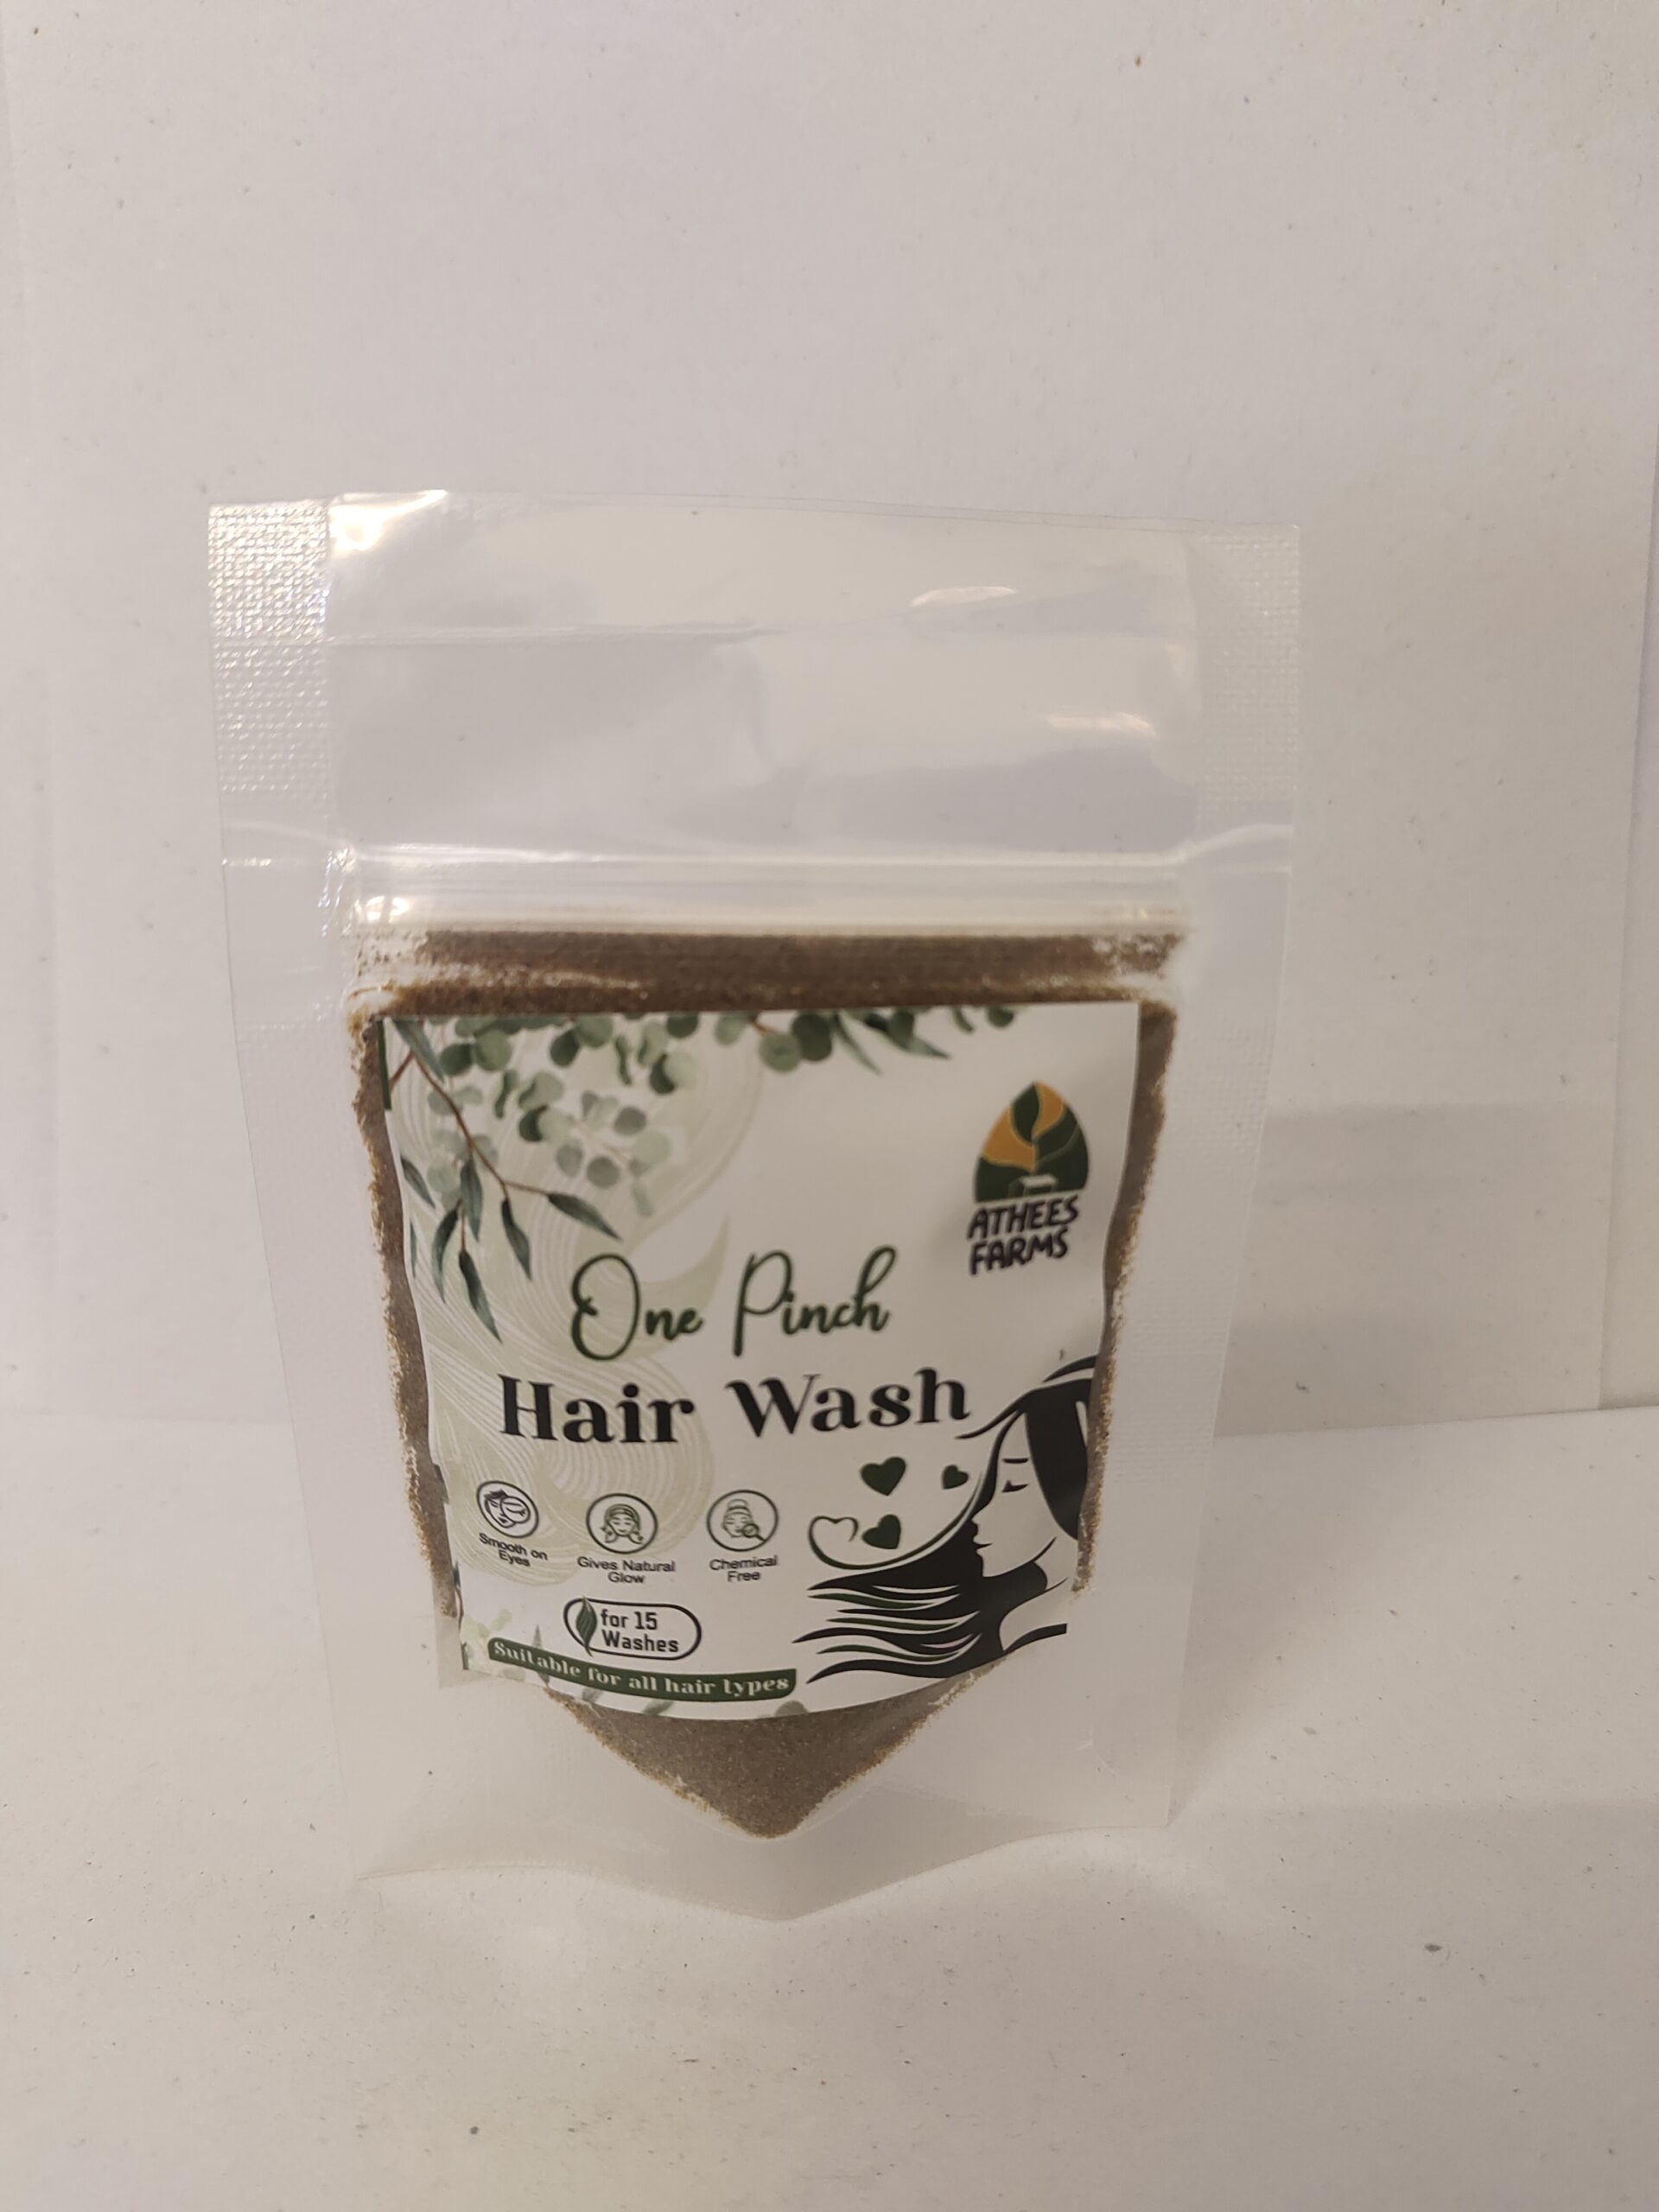 ATHEES
FARMS
One Pinch
Hair Wash
Smooth on
Eyes
Gives Natural
Glow
Chemical
Free
for 15
Washes
Suitable for all hair types